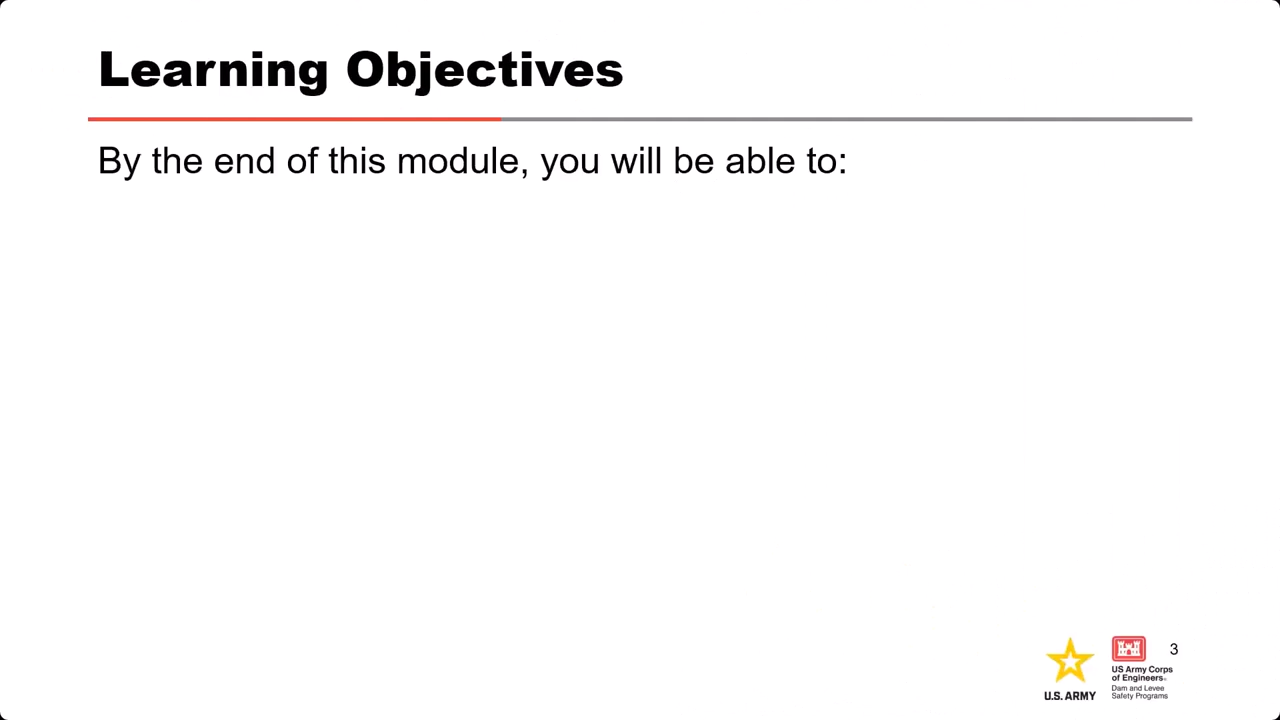 Learning Objectives
By the end of this module, you will be able to:
3
U.S. ARMY
US Army Corps
of Engineers®
Dam and Levee
Safety Programs